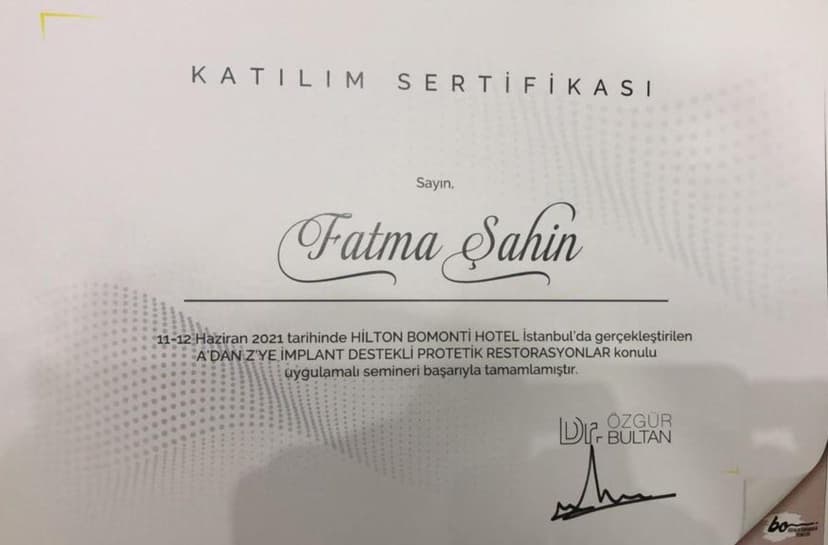 KATILIM SERTİFİKASI
Sayın,
Fatma Şahin
11-12 Haziran 2021 tarihinde HİLTON BOMONTİ HOTEL İstanbul'da gerçekleştirilen
A'DAN Z'YE İMPLANT DESTEKLİ PROTETİK RESTORASYONLAR konulu
uygulamalı semineri başarıyla tamamlamıştır.
Dr. ÖZGÜR
BULTAN
bo